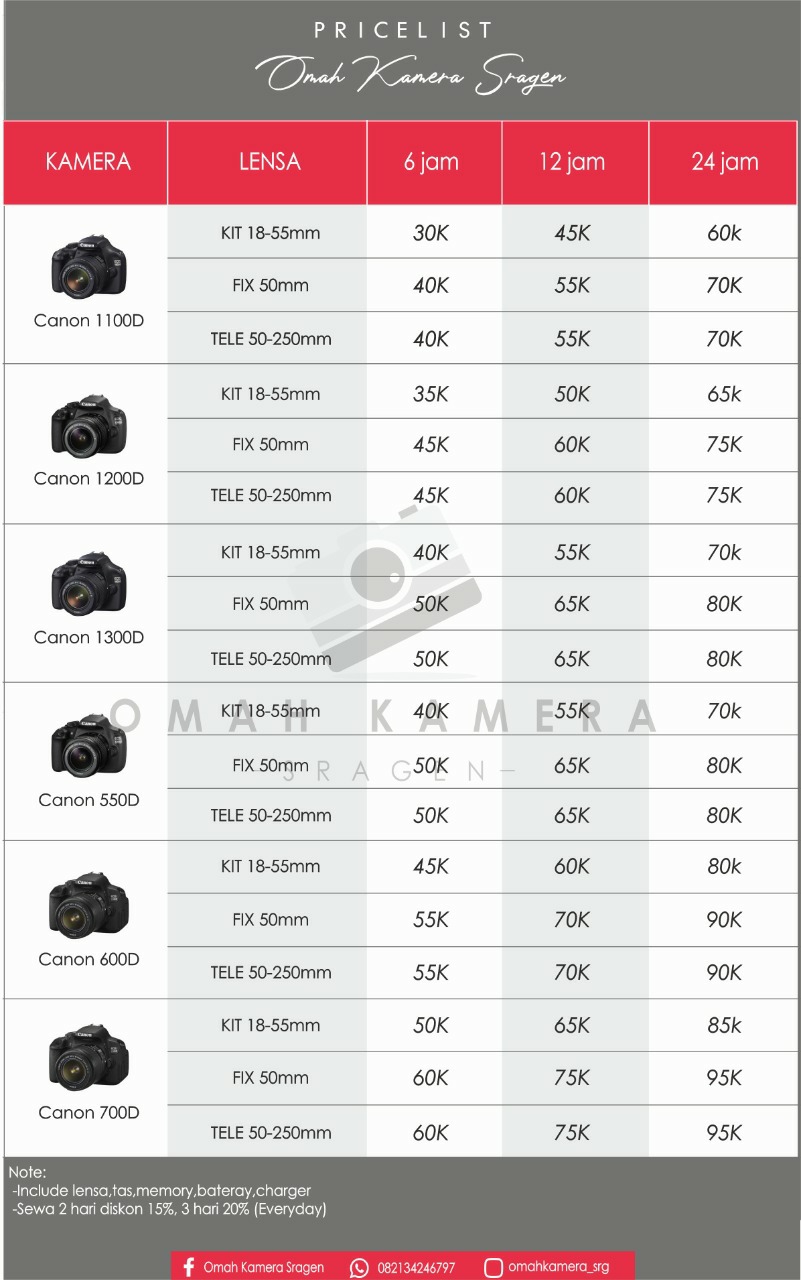 PRICELIST
Omah Kamera Sragen
KAMERA LENSA 6 jam 12 jam 24 jam
Canon 1100D
KIT 18-55mm 30K 45K 60k
FIX 50mm 40K 55K 70K
TELE 50-250mm 40K 55K 70K
Canon 1200D
KIT 18-55mm 35K 50K 65k
FIX 50mm 45K 60K 75K
TELE 50-250mm 45K 60K 75K
Canon 1300D
KIT 18-55mm 40K 55K 70k
FIX 50mm 50K 65K 80K
TELE 50-250mm 50K 65K 80K
Canon 550D
KIT 18-55mm 40K 55K 70k
FIX 50mm 50K 65K 80K
TELE 50-250mm 50K 65K 80K
Canon 600D
KIT 18-55mm 45K 60K 80k
FIX 50mm 55K 70K 90K
TELE 50-250mm 55K 70K 90K
Canon 700D
KIT 18-55mm 50K 65K 85k
FIX 50mm 60K 75K 95K
TELE 50-250mm 60K 75K 95K
OMAH KAMERA
SRAGEN
Note:
-Include lensa,tas,memory,bateray,charger
-Sewa 2 hari diskon 15%, 3 hari 20% (Everyday)
Omah Kamera Sragen 082134246797 omahkamera_srg